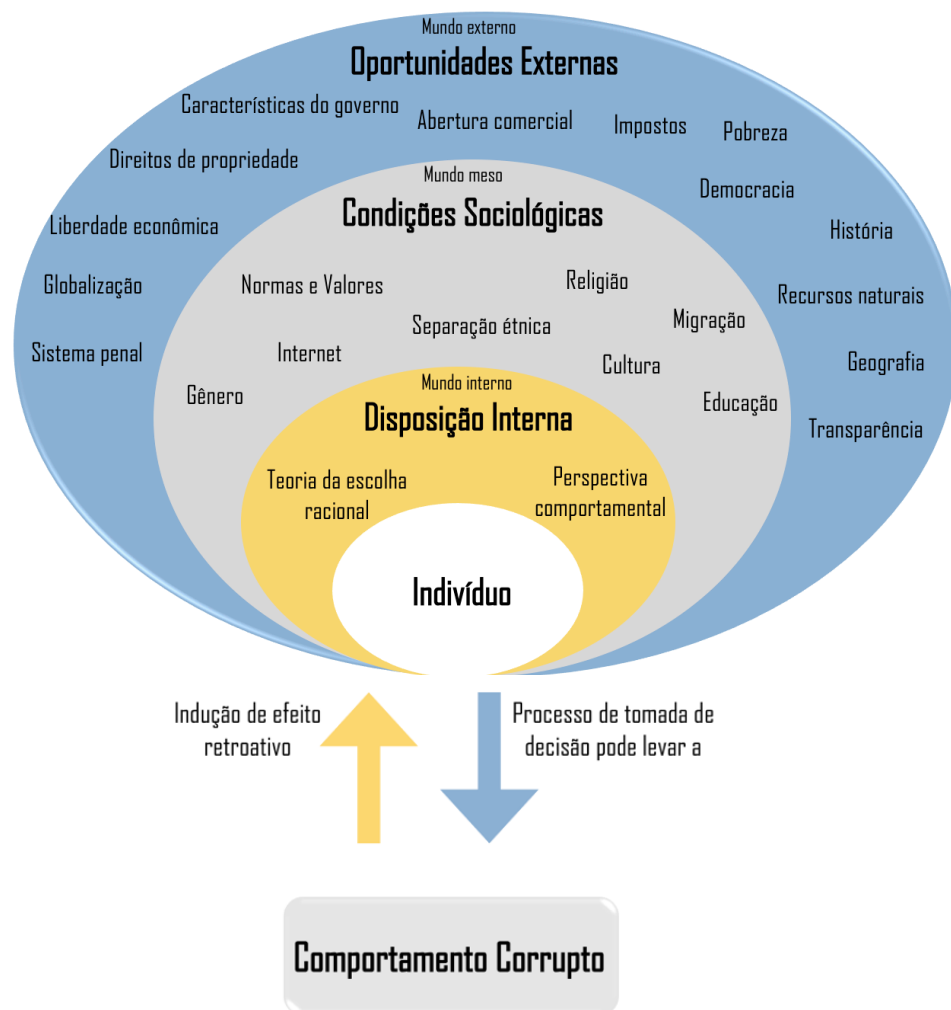 Mundo externo
Oportunidades Externas
Características do governo
Abertura comercial
Impostos
Pobreza
Direitos de propriedade
Democracia
Liberdade econômica
História
Globalização
Recursos naturais
Sistema penal
Geografia
Transparência
Mundo meso
Condições Sociológicas
Normas e Valores
Religião
Separação étnica
Migração
Internet
Cultura
Gênero
Educação
Mundo interno
Disposição Interna
Teoria da escolha
racional
Perspectiva
comportamental
Indivíduo
Indução de efeito
retroativo
Processo de tomada de
decisão pode levar a
Comportamento Corrupto